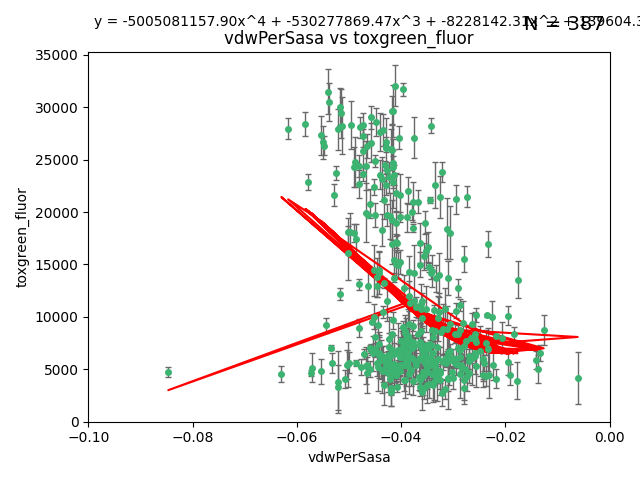 y = -5005081157.90x^4 + -530277869.47x^3 + -8228142.31x^2 +
N = 387
vdwPerSasa vs toxgreen_fluor
35000
30000
25000
20000
15000
10000
5000
0
toxgreen_fluor
−0.10 −0.08 −0.06 −0.04 −0.02 0.00
vdwPerSasa